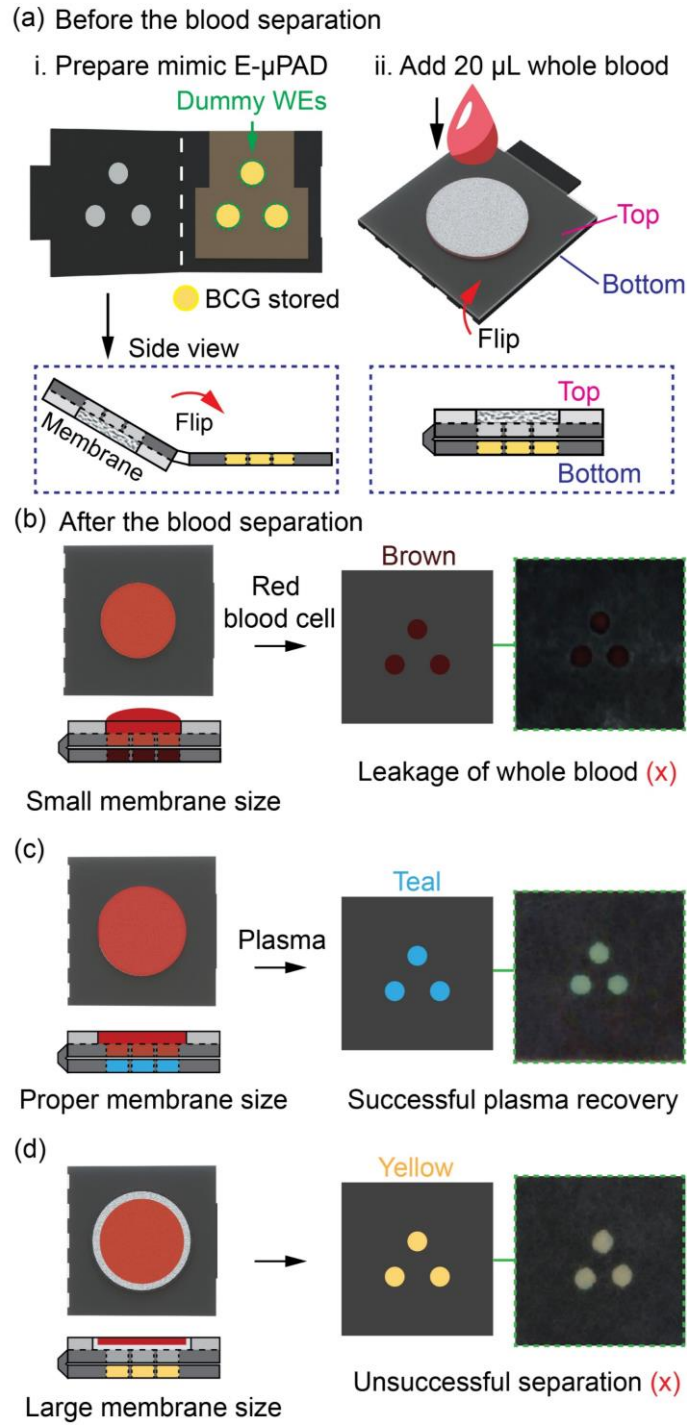 (a) Before the blood separation
i. Prepare mimic E-μPAD
ii. Add 20 μL whole blood
Dummy WEs
Top
Bottom
BCG stored
Flip
Side view
Flip
Membrane
Top
Bottom
(b) After the blood separation
Red
blood cell
Brown
Small membrane size
Leakage of whole blood (x)
(c)
Plasma
Teal
Proper membrane size
Successful plasma recovery
(d)
Yellow
Large membrane size
Unsuccessful separation (x)